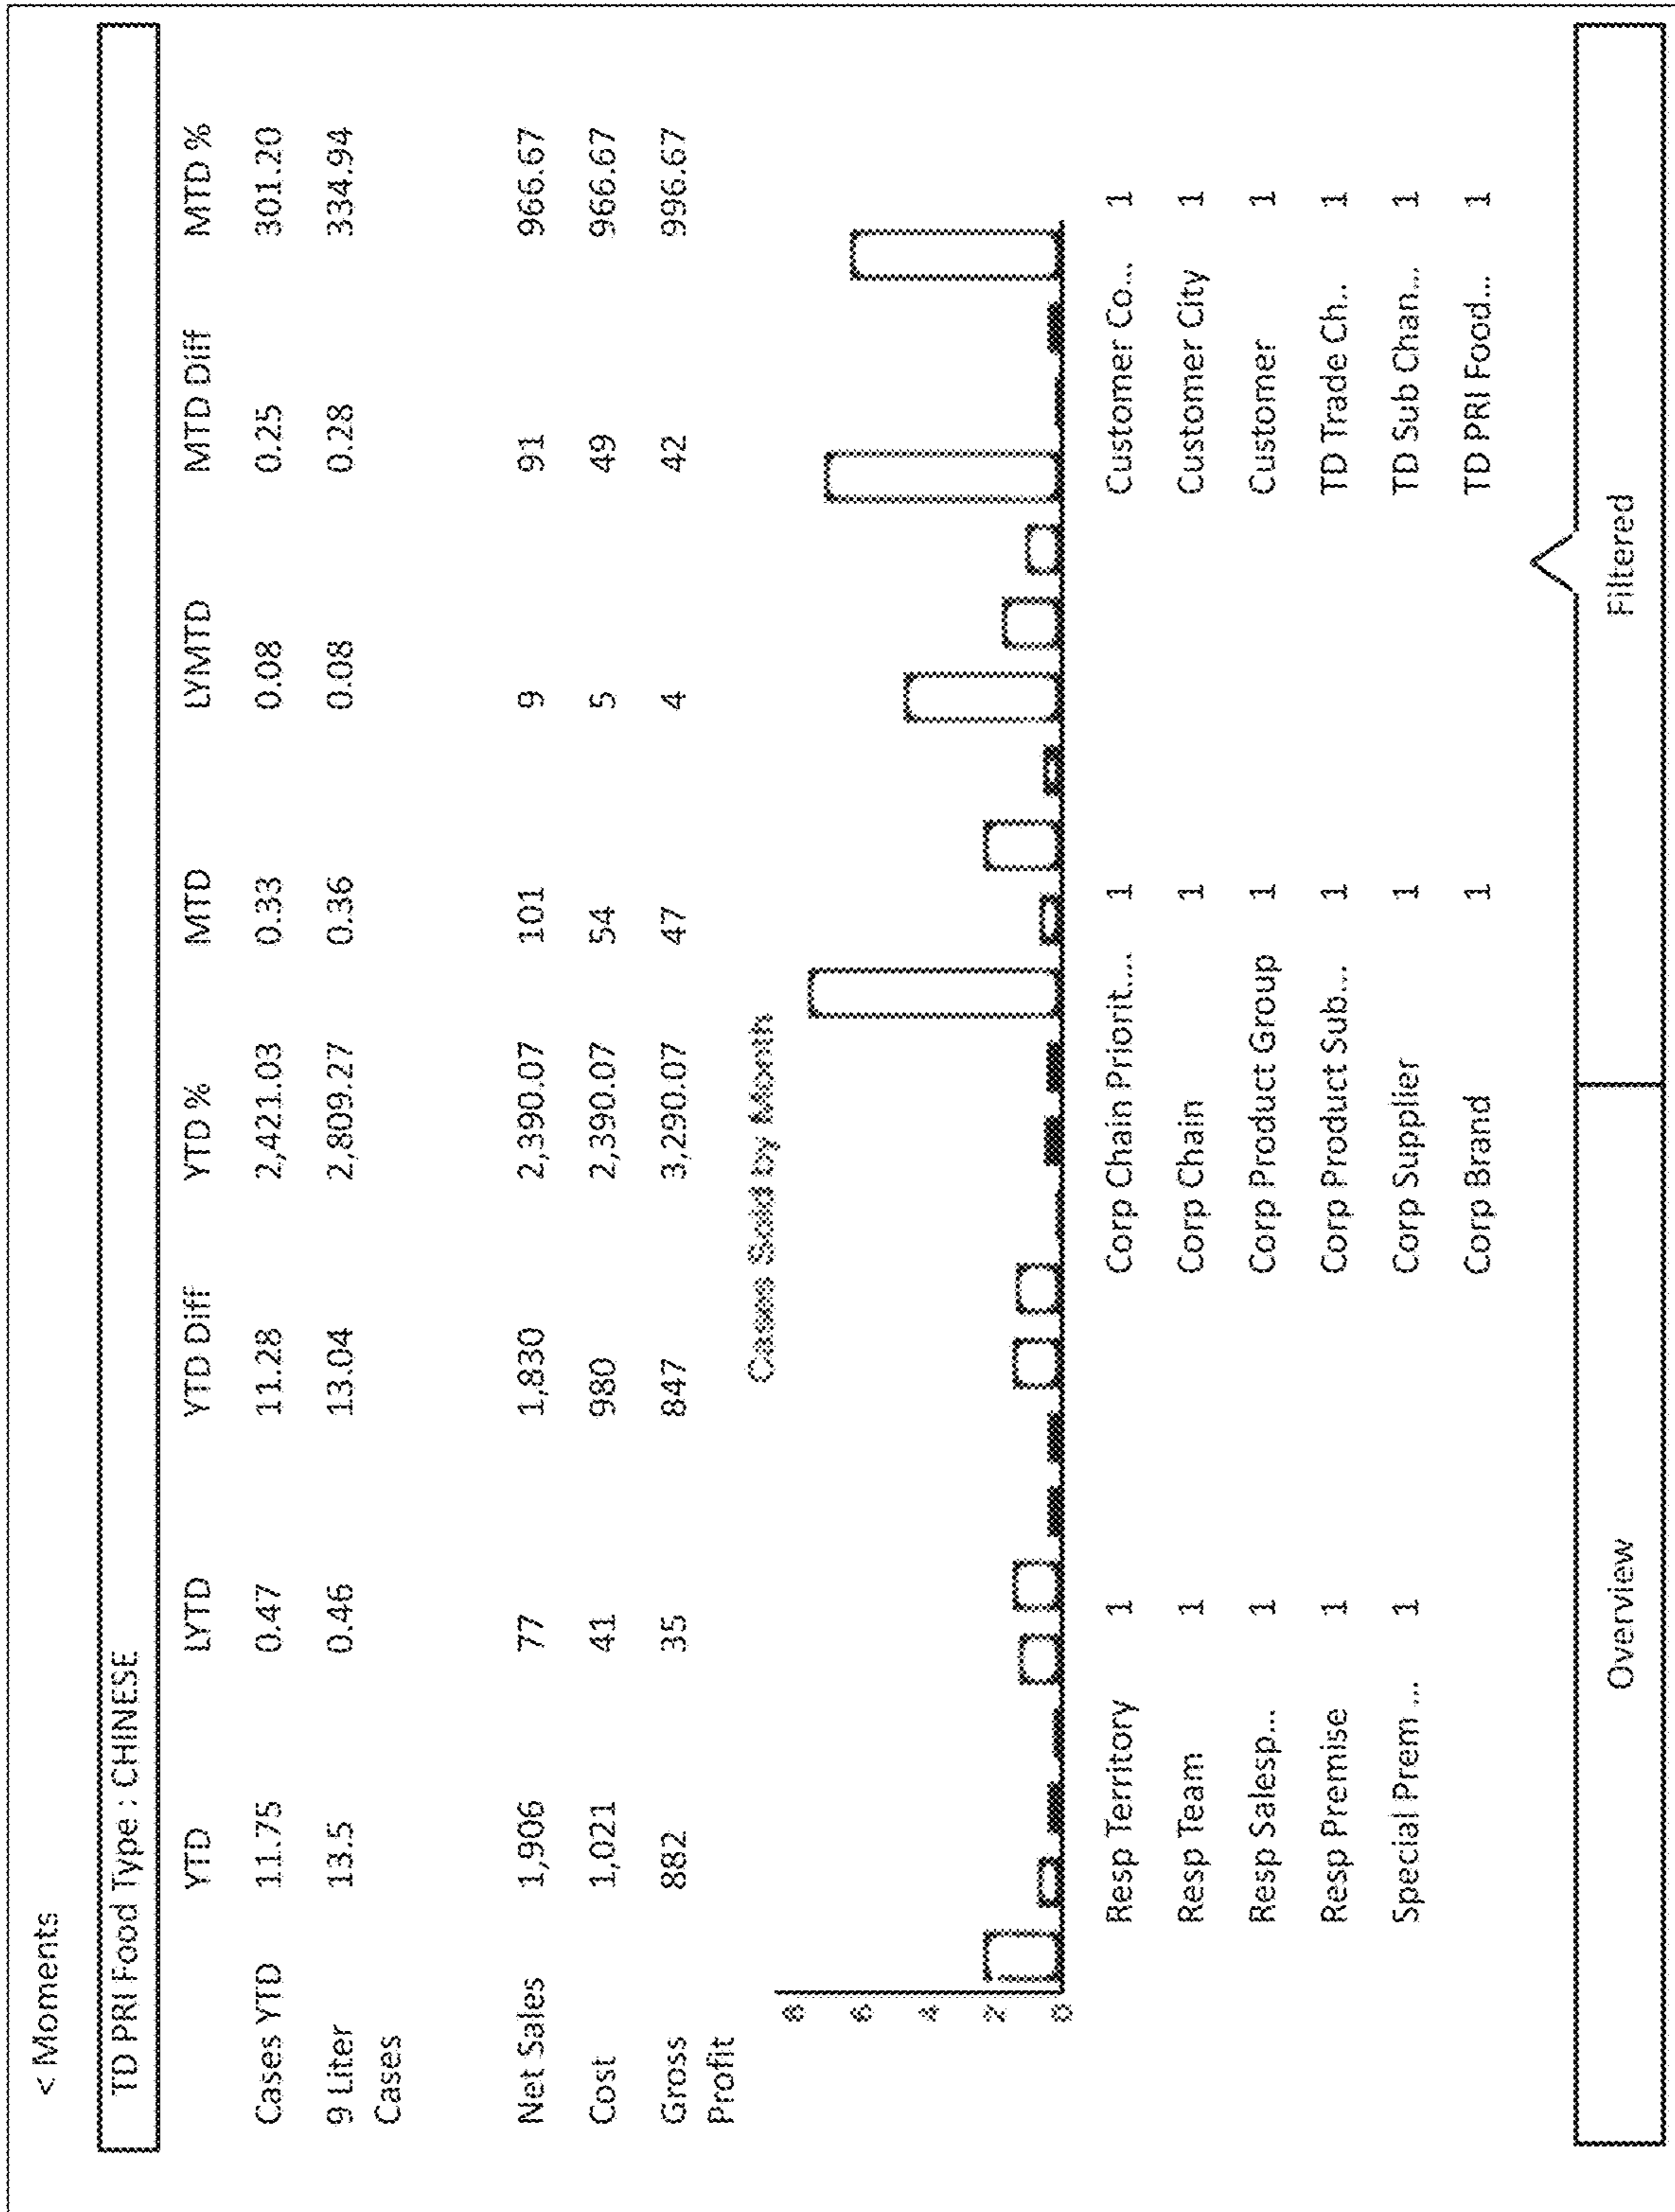 < Moments
TD PRI Food Type : CHINESE
YTD LYTD YTD Diff YTD % MTD LYMTD MTD Diff MTD %
Cases YTD 11.75 0.47 11.28 2,421.03 0.33 0.08 0.25 301.20
9 Liter 13.5 0.46 13.04 2,809.27 0.36 0.08 0.28 334.94
Cases
Net Sales 1,906 77 1,830 2,390.07 101 9 91 966.67
Cost 1,021 41 980 2,390.07 54 5 49 966.67
Gross 882 35 847 3,290.07 47 4 42 996.67
Profit
Cases Sold by Month
8
6
4
2
0
Resp Territory 1 Corp Chain Priorit... 1 Customer Co... 1
Resp Team 1 Corp Chain 1 Customer City 1
Resp Salesp... 1 Corp Product Group 1 Customer 1
Resp Premise 1 Corp Product Sub... 1 TD Trade Ch.. 1
Special Prem ... 1 Corp Supplier 1 TD Sub Chan... 1
Corp Brand 1 TD PRI Food... 1
Overview Filtered